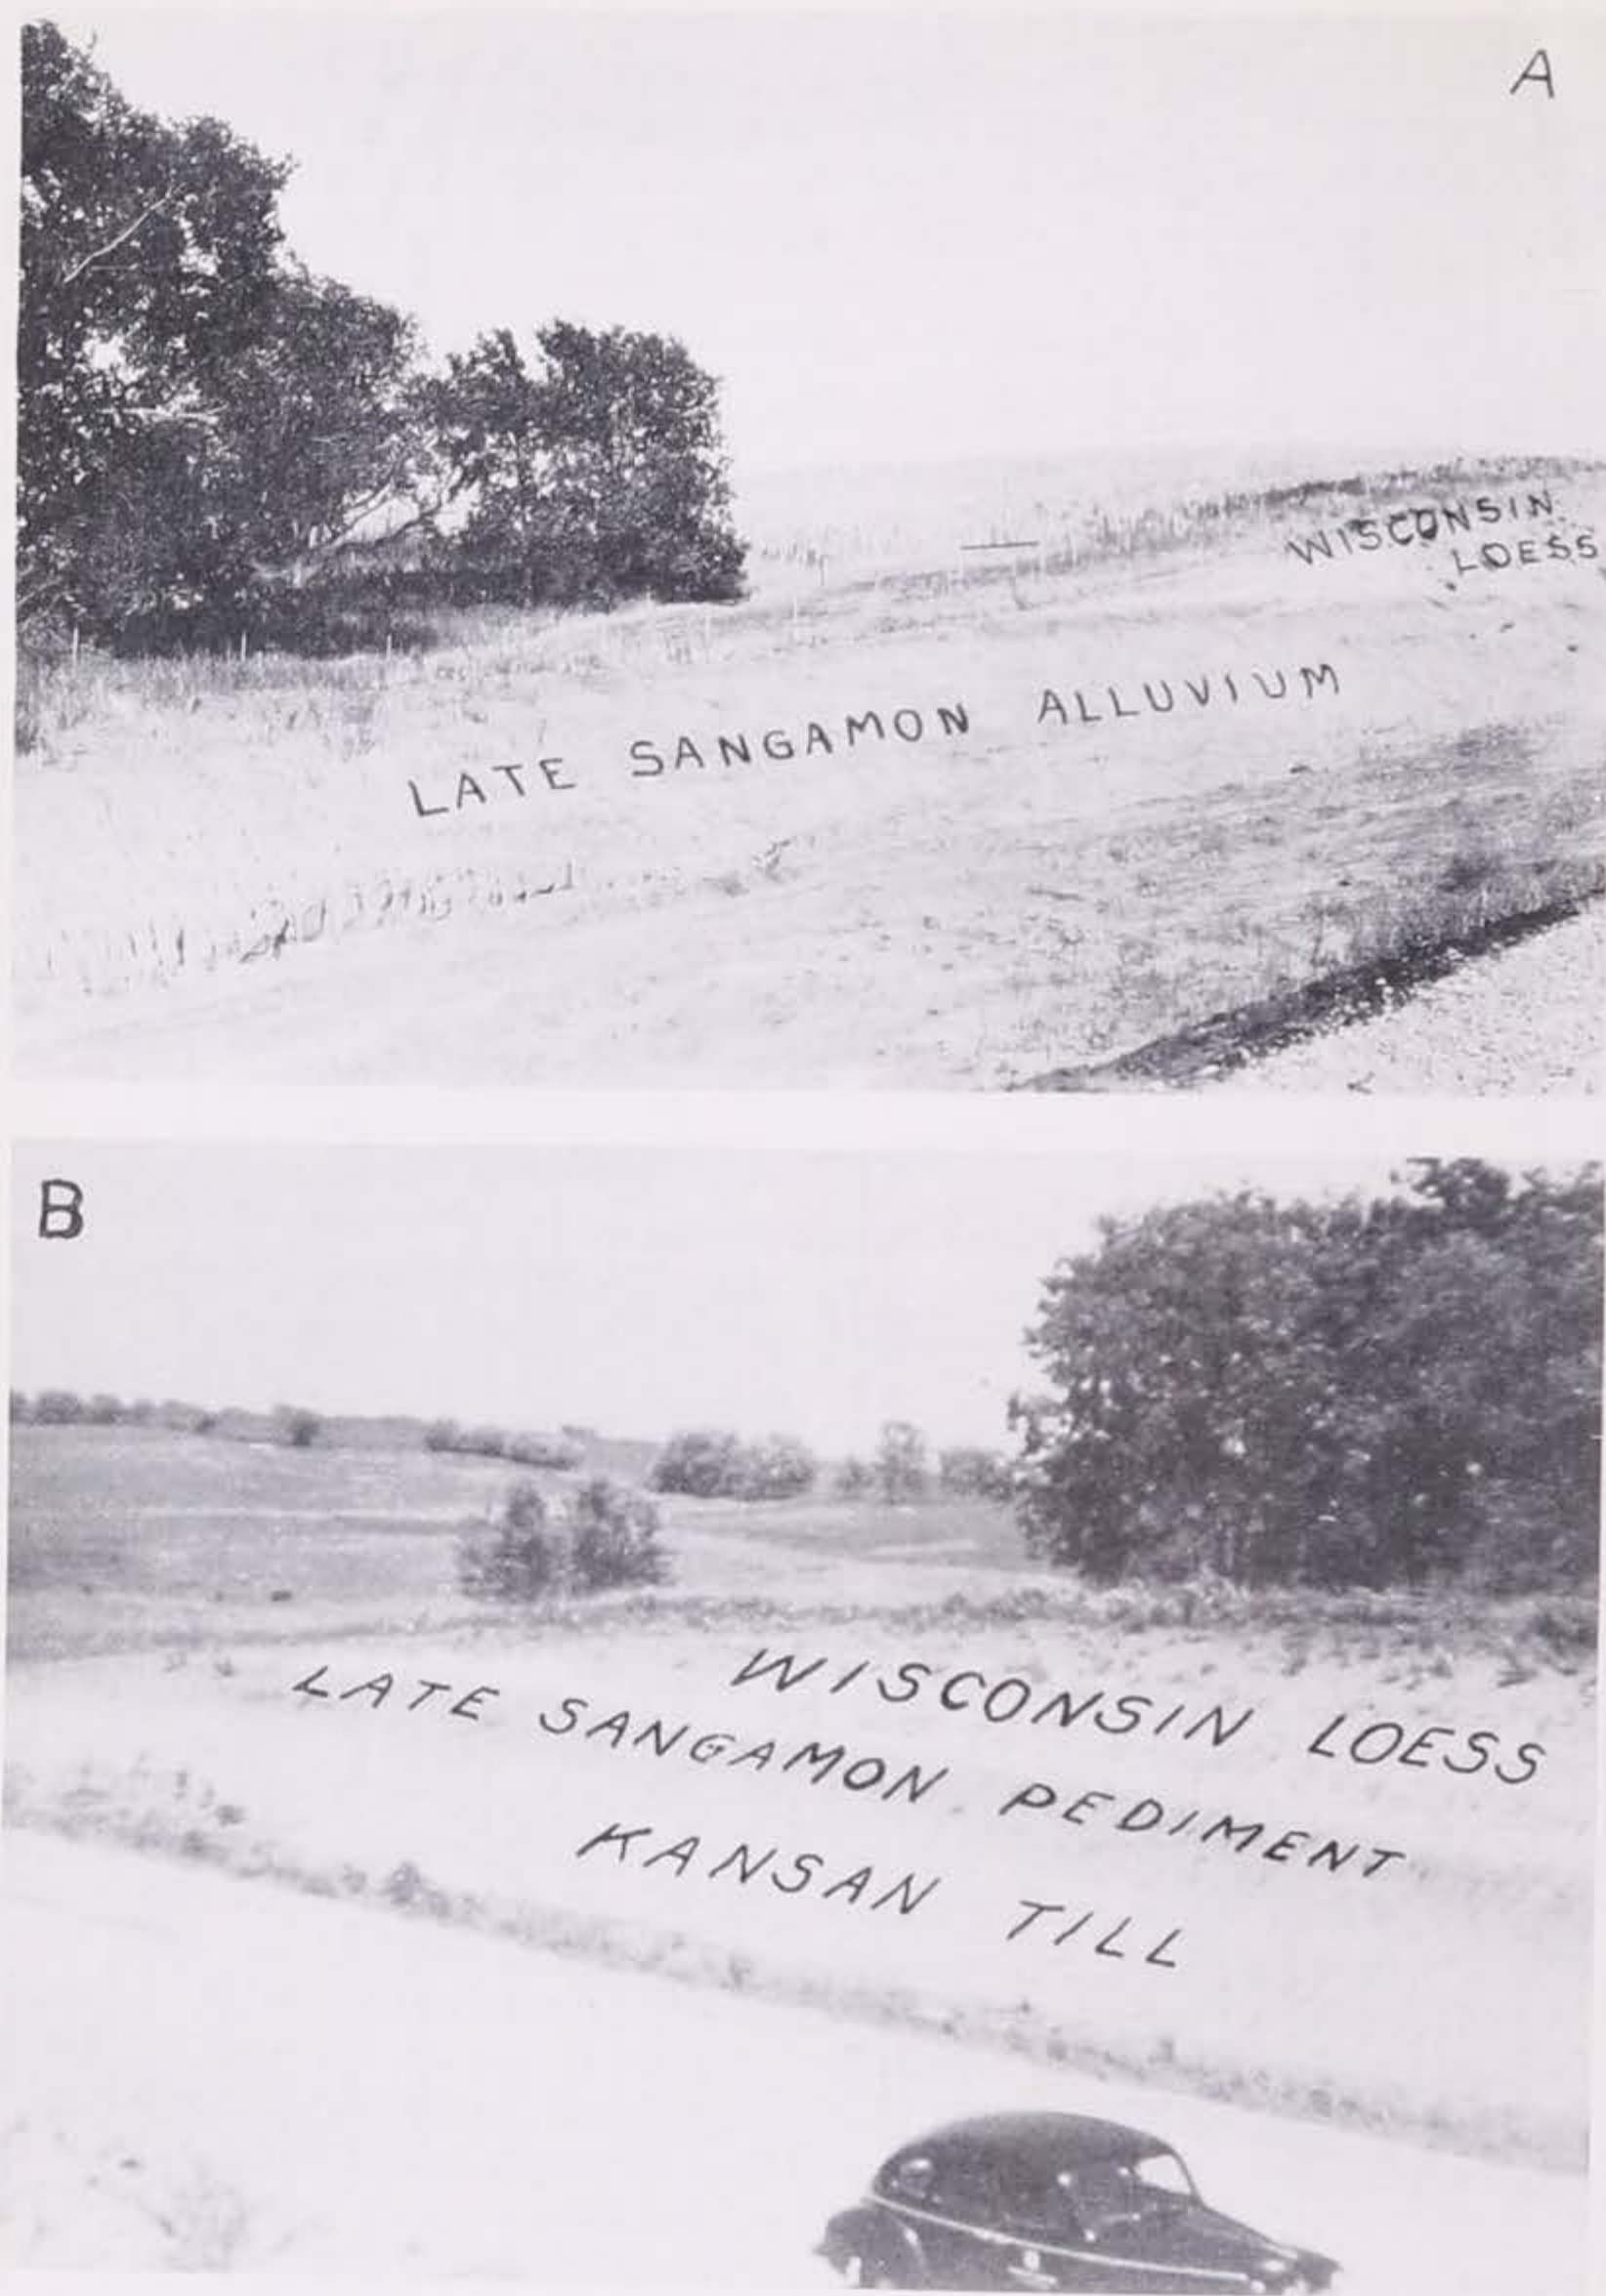 A
WISCONSIN
LOESS
LATE SANGAMON ALLUVIUM
B
WISCONSIN LOESS
LATE SANGAMON PEDIMENT
KANSAN TILL